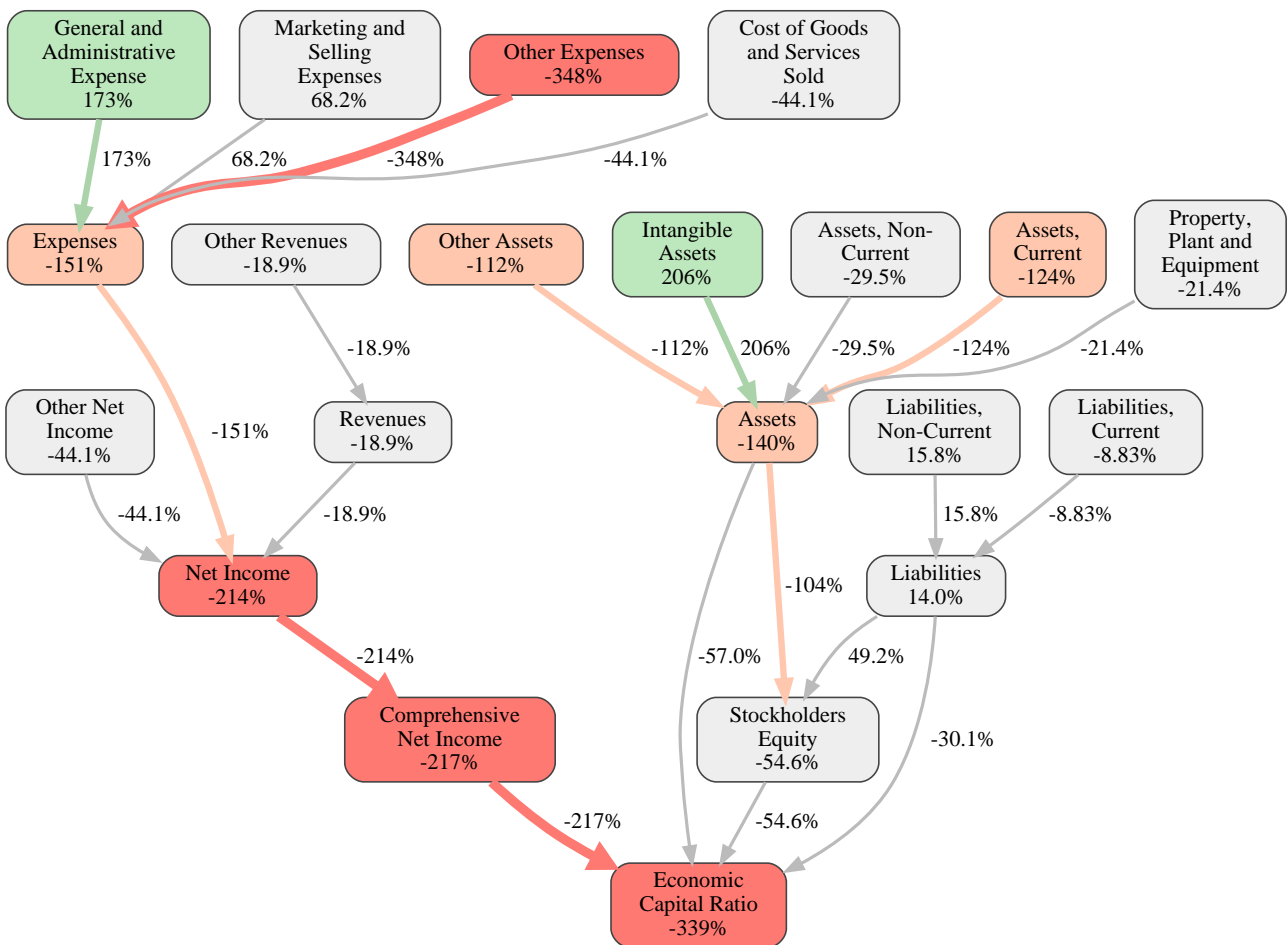 General and
Administrative
Expense
173%
Marketing and
Selling
Expenses
68.2%
Other Expenses
-348%
Cost of Goods
and Services
Sold
-44.1%
173%
68.2%
-348%
-44.1%
Expenses
-151%
Other Revenues
-18.9%
Other Assets
-112%
Intangible
Assets
206%
Assets, Non-
Current
-29.5%
Assets,
Current
-124%
Property,
Plant and
Equipment
-21.4%
-18.9%
-112%
206%
-29.5%
-124%
-21.4%
Other Net
Income
-44.1%
-151%
Revenues
-18.9%
Assets
-140%
Liabilities,
Non-Current
15.8%
Liabilities,
Current
-8.83%
-44.1%
-18.9%
15.8%
-8.83%
Net Income
-214%
-104%
Liabilities
14.0%
-214%
-57.0%
49.2%
-30.1%
Comprehensive
Net Income
-217%
Stockholders
Equity
-54.6%
-217%
-54.6%
Economic
Capital Ratio
-339%